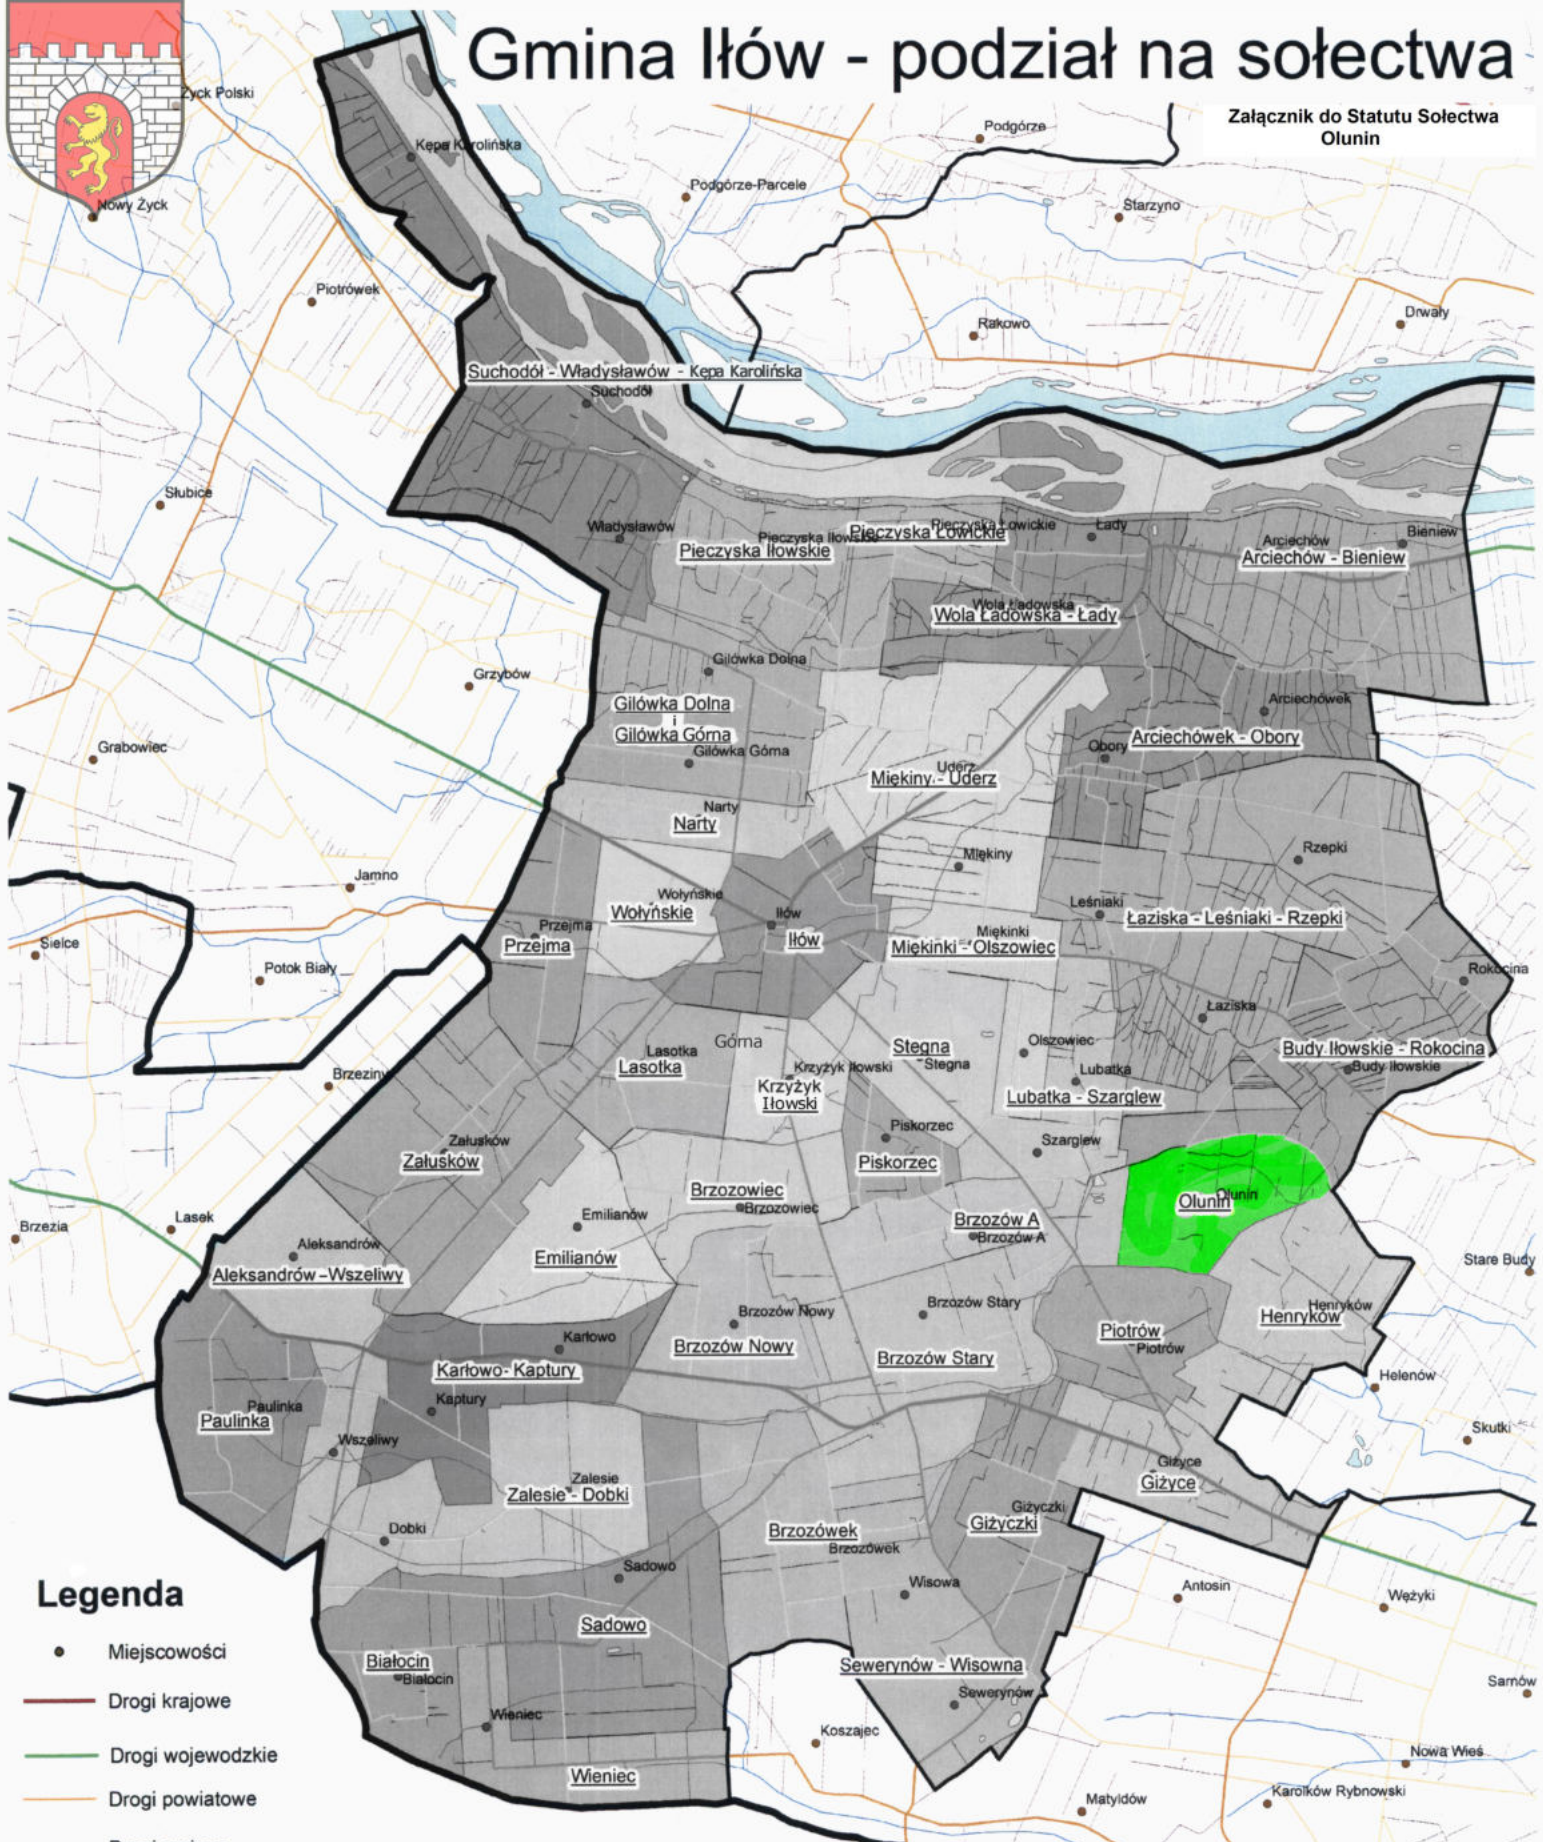 Gmina Iłów - podział na sołectwa
Załącznik do Statutu Sołectwa
Olunin
Życk Polski
Nowy Życk
Kępa Karolińska
Podgórze
Podgórze-Parcele
Starzyno
Piotrówek
Rakowo
Drwały
Suchodół - Władysławów - Kępa Karolińska
Suchodół
Słubice
Władysławów
Pieczyska Iłowskie
Pieczyska Iłowskie
Pieczyska Łowickie
Pieczyska Łowickie
Łady
Arciechów
Bieniew
Arciechów - Bieniew
Wola Ładowska
Wola Ładowska - Łady
Gilówka Dolna
Grzybów
Gilówka Dolna
i
Gilówka Górna
Gilówka Górna
Arciechówek
Arciechówek - Obory
Obory
Grabowiec
Uderz
Miękiny - Uderz
Narty
Narty
Miękiny
Rzepki
Jamno
Wołyńskie
Wołyńskie
Iłów
Iłów
Leśniaki
Łaziska - Leśniaki - Rzepki
Przejma
Przejma
Miękinki
Miękinki - Olszowiec
Sielce
Potok Biały
Rokocina
Łaziska
Górna
Lasotka
Lasotka
Stegna
Stegna
Olszowiec
Budy Iłowskie - Rokocina
Budy Iłowskie
Krzyżyk Iłowski
Krzyżyk
Iłowski
Lubatka
Lubatka - Szarglew
Brzeziny
Piskorzec
Piskorzec
Szarglew
Załusków
Załusków
Brzozowiec
Brzozowiec
Olunin
Olunin
Brzezia
Lasek
Emilianów
Emilianów
Brzozów A
Brzozów A
Aleksandrów
Aleksandrów - Wszeliwy
Stare Budy
Brzozów Nowy
Brzozów Nowy
Brzozów Stary
Brzozów Stary
Henryków
Henryków
Piotrów
Piotrów
Karłowo
Karłowo- Kaptury
Helenów
Kaptury
Paulinka
Paulinka
Wszeliwy
Skutki
Giżyce
Giżyce
Zalesie
Zalesie - Dobki
Giżyczki
Giżyczki
Dobki
Brzozówek
Brzozówek
Sadowo
Wisowa
Antosin
Wężyki
Legenda
Miejscowości
Drogi krajowe
Drogi wojewodzkie
Drogi powiatowe
Sadowo
Białocin
Białocin
Sewerynów - Wisowna
Sewerynów
Sarnów
Wieniec
Koszajec
Nowa Wieś
Wieniec
Matyldów
Karolków Rybnowski